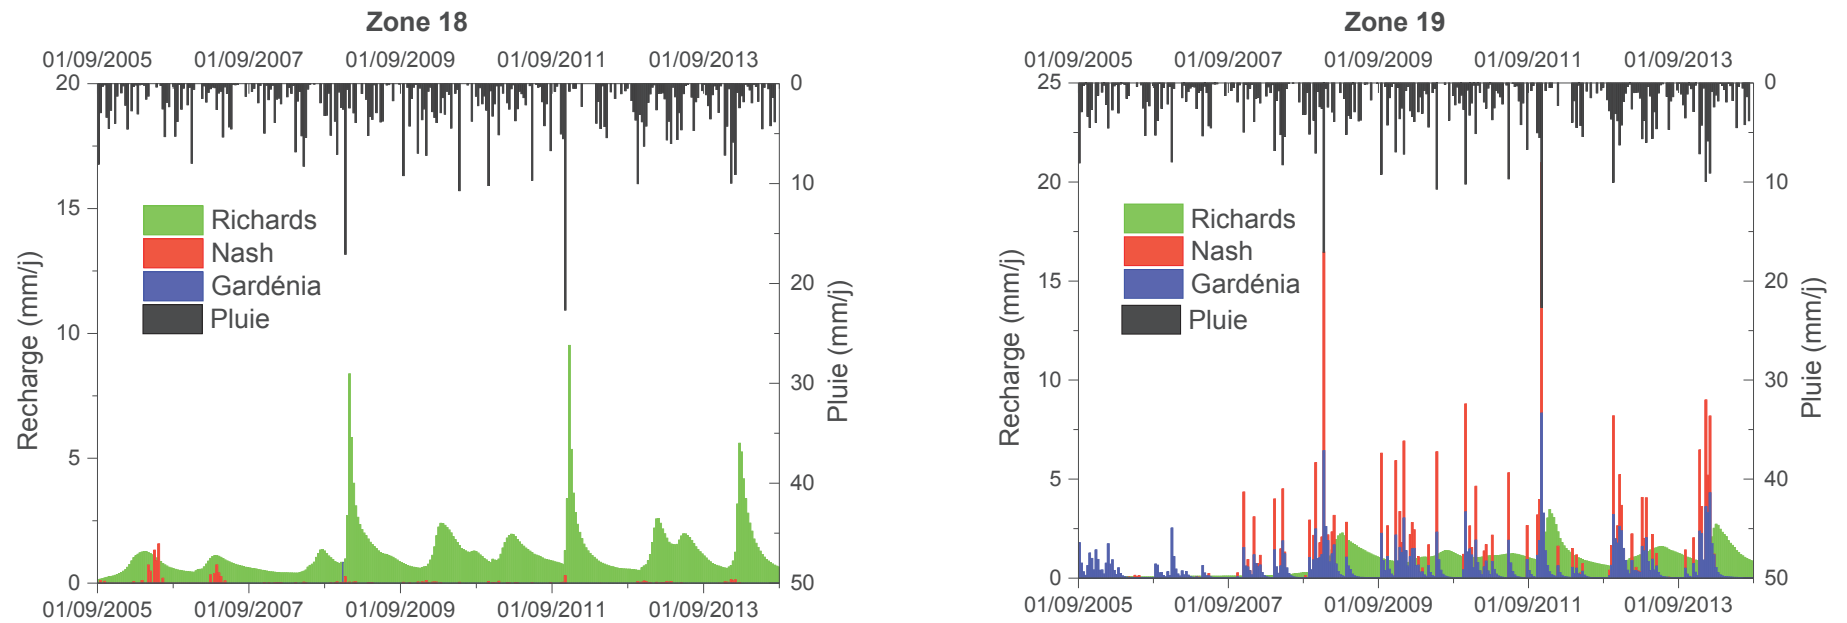 Zone 18
01/09/2005 01/09/2007 01/09/2009 01/09/2011 01/09/2013
20 0
15 10
10 20
5 30
0 40
50
Recharge (mm/j)
Pluie (mm/j)
Richards
Nash
Gardénia
Pluie
01/09/2005 01/09/2007 01/09/2009 01/09/2011 01/09/2013
Zone 19
01/09/2005 01/09/2007 01/09/2009 01/09/2011 01/09/2013
25 0
20 10
15 20
10 30
5 40
0 50
Recharge (mm/j)
Pluie (mm/j)
Richards
Nash
Gardénia
Pluie
01/09/2005 01/09/2007 01/09/2009 01/09/2011 01/09/2013